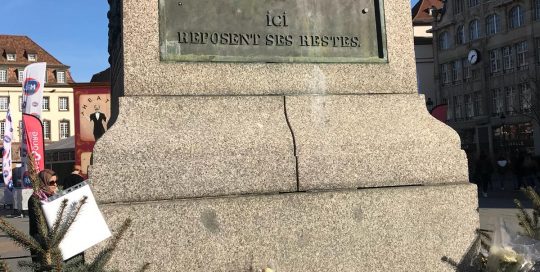 ici
REPOSENT SES RESTES.